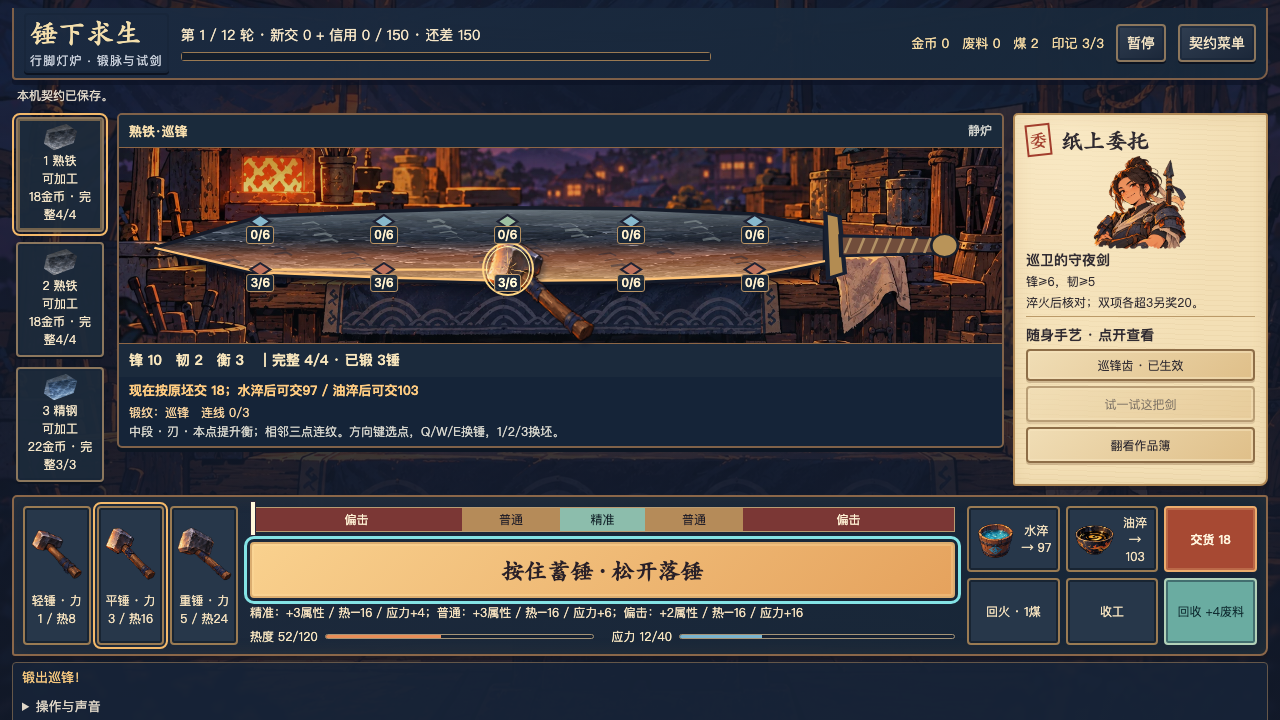 锤下求生
行脚灯炉 · 锻脉与试剑
第 1 / 12 轮 · 新交 0 + 信用 0 / 150 · 还差 150
金币 0 废料 0 煤 2 印记 3/3
暂停
契约菜单
本机契约已保存。
1 熟铁
可加工
18金币 · 完
整4/4
2 熟铁
可加工
18金币 · 完
整4/4
3 精钢
可加工
22金币 · 完
整3/3
熟铁·巡锋
静炉
0/6 0/6 0/6 0/6 0/6
3/6 3/6 3/6 0/6 0/6
锋 10 韧 2 衡 3 | 完整 4/4 · 已锻 3锤
现在按原坯交 18；水淬后可交97 / 油淬后可交103
锻纹：巡锋 连线 0/3
中段 · 刃 · 本点提升衡；相邻三点连纹。方向键选点，Q/W/E换锤，1/2/3换坯。
委
纸上委托
巡卫的守夜剑
锋≥6，韧≥5
淬火后核对；双项各超3另奖20。
随身手艺 · 点开查看
巡锋齿 · 已生效
试一试这把剑
翻看作品簿
轻锤 · 力
1 / 热8
平锤 · 力
3 / 热16
重锤 · 力
5 / 热24
偏击 普通 精准 普通 偏击
按住蓄锤 · 松开落锤
精准：+3属性 / 热−16 / 应力+4；普通：+3属性 / 热−16 / 应力+6；偏击：+2属性 / 热−16 / 应力+16
热度 52/120
应力 12/40
水淬
→ 97
油淬
→
103
交货 18
回火 · 1煤
收工
回收 +4废料
锻出巡锋！
▶ 操作与声音